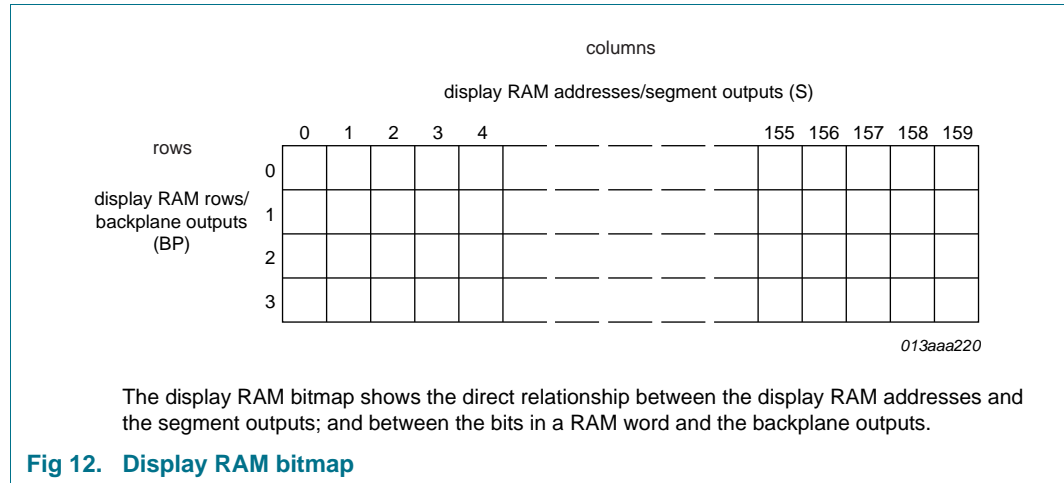 columns
display RAM addresses/segment outputs (S)
0 1 2 3 4 155 156 157 158 159
rows
0
display RAM rows/
backplane outputs
(BP)
1
2
3
013aaa220
The display RAM bitmap shows the direct relationship between the display RAM addresses and
the segment outputs; and between the bits in a RAM word and the backplane outputs.
Fig 12. Display RAM bitmap